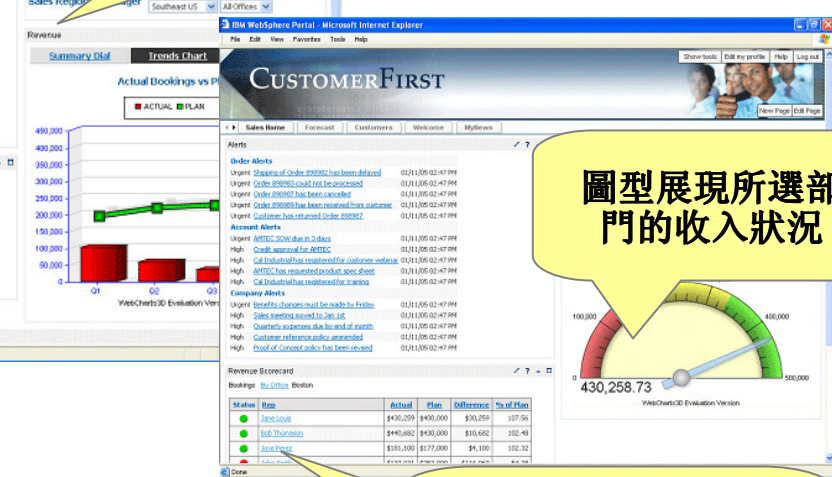 Sales Region
Southeast US
All Offices
Revenue
Summary Dial Trends Chart
Actual Bookings vs
ACTUAL PLAN
450,000
400,000
350,000
300,000
250,000
200,000
150,000
100,000
50,000
0
Q1 Q2 Q3
WebCharts3D Evaluation
IBM WebSphere Portal - Microsoft Internet Explorer
File Edit View Favorites Tools Help
CUSTOMERFIRST
Show tools Edit my profile Help Log out
New Page Edit Page
Sales Home Forecast Customers Welcome MyNews
Alerts
Order Alerts
Urgent Shipping of Order 898982 has been delayed 01/11/05 02:47 PM
Urgent Order 898983 could not be processed 01/11/05 02:47 PM
Urgent Order 898987 has been cancelled 01/11/05 02:47 PM
Urgent Order 898989 has been received from customer 01/11/05 02:47 PM
Urgent Customer has returned Order 898987 01/11/05 02:47 PM
Account Alerts
Urgent AMTEC SOW due in 3 days 01/11/05 02:47 PM
High Credit approval for AMTEC 01/11/05 02:47 PM
High Cal Industrial has registered for customer webinar 01/11/05 02:47 PM
High AMTEC has requested product spec sheet 01/11/05 02:47 PM
High Cal Industrial has registered for training 01/11/05 02:47 PM
Company Alerts
Urgent Benefits changes must be made by Friday 01/11/05 02:47 PM
High Sales meeting moved to Jan 1st 01/11/05 02:47 PM
High Quarterly expenses due by end of month 01/11/05 02:47 PM
High Customer reference policy ammended 01/11/05 02:47 PM
High Proof of Concept policy has been revised 01/11/05 02:47 PM
圖型展現所選部
門的收入狀況
100,000
400,000
0
500,000
430,258.73
WebCharts3D Evaluation Version
Revenue Scorecard
Bookings By Office Boston
Status Rep Actual Plan Difference % of Plan
Jane Louis $430,259 $400,000 $30,259 107.56
Bob Thomason $440,682 $430,000 $10,682 102.48
Jose Perez $181,100 $177,000 $4,100 102.32
Done